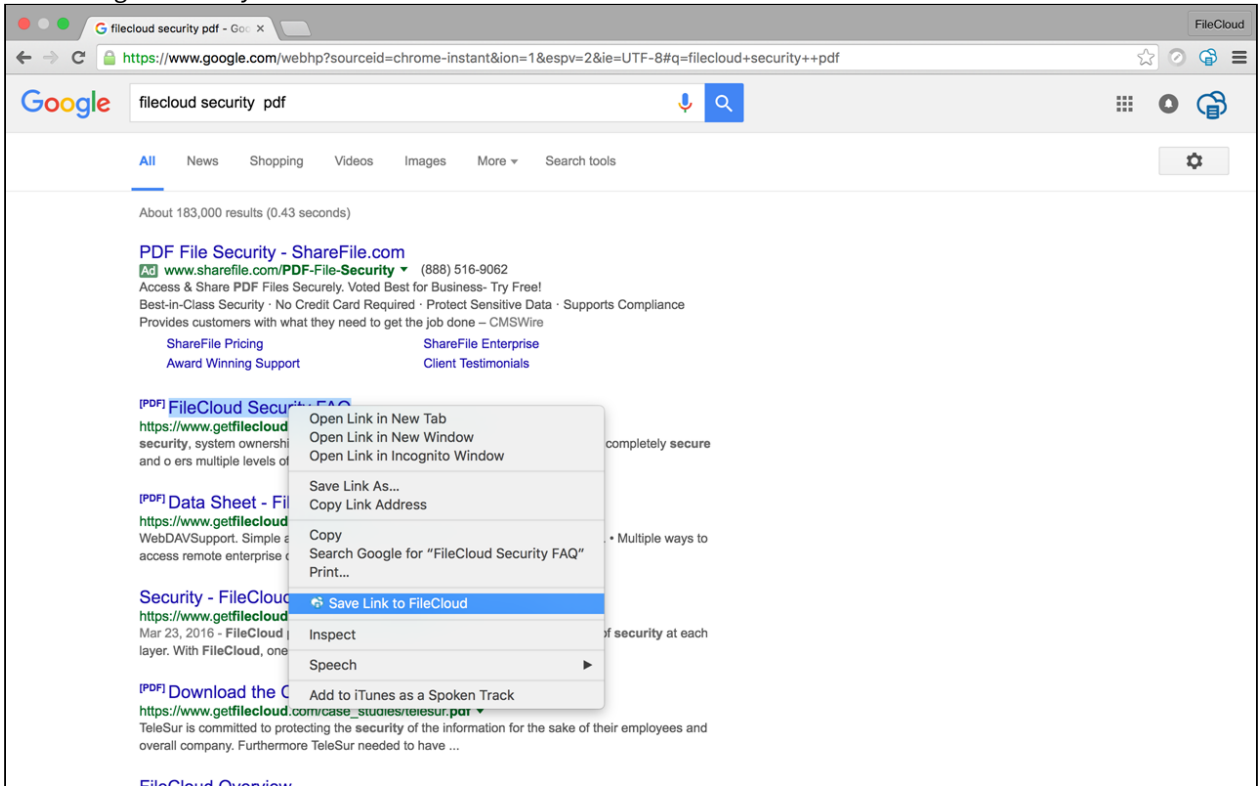 filecloud security pdf - Goo
FileCloud
https://www.google.com/webhp?sourceid=chrome-instant&ion=1&espv=2&ie=UTF-8#q=filecloud+security++pdf
Google
filecloud security pdf
All News Shopping Videos Images More Search tools
About 183,000 results (0.43 seconds)
PDF File Security - ShareFile.com
Ad www.sharefile.com/PDF-File-Security (888) 516-9062
Access & Share PDF Files Securely. Voted Best for Business- Try Free!
Best-in-Class Security · No Credit Card Required · Protect Sensitive Data · Supports Compliance
Provides customers with what they need to get the job done – CMSWire
ShareFile Pricing ShareFile Enterprise
Award Winning Support Client Testimonials
[PDF] FileCloud Security FAQ
https://www.getfilecloud
security, system ownershi completely secure
and o ers multiple levels of
[PDF] Data Sheet - Fil
https://www.getfilecloud
WebDAVSupport. Simple a . • Multiple ways to
access remote enterprise
Security - FileCloud
https://www.getfilecloud
Mar 23, 2016 - FileCloud of security at each
layer. With FileCloud, one
[PDF] Download the C
https://www.getfilecloud.com/case_studies/telesur.pdf
TeleSur is committed to protecting the security of the information for the sake of their employees and
overall company. Furthermore TeleSur needed to have ...
FileCloud Overview
Open Link in New Tab
Open Link in New Window
Open Link in Incognito Window
Save Link As...
Copy Link Address
Copy
Search Google for “FileCloud Security FAQ”
Print...
Save Link to FileCloud
Inspect
Speech
Add to iTunes as a Spoken Track